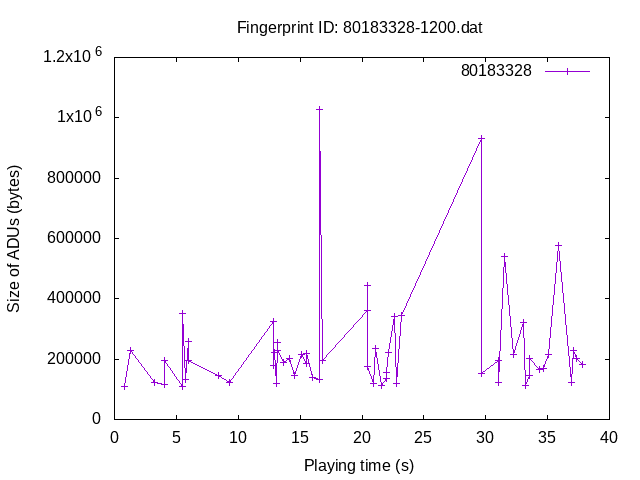 Fingerprint ID: 80183328-1200.dat
1.2x10^6
80183328
1x10^6
800000
600000
400000
200000
0
0 5 10 15 20 25 30 35 40
Size of ADUs (bytes)
Playing time (s)